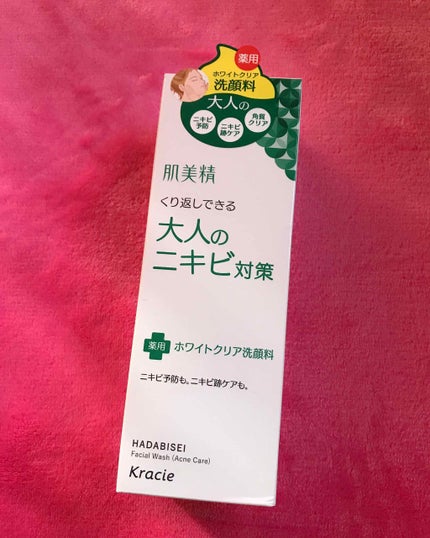 薬用
ホワイトクリア
洗顔料
大人の
ニキビ
予防
ニキビ
跡ケア
角質
クリア
肌美精
くり返しできる
大人の
ニキビ対策
薬用 ホワイトクリア洗顔料
ニキビ予防も。ニキビ跡ケアも。
HADABISEI
Facial Wash (Acne Care)
Kracie